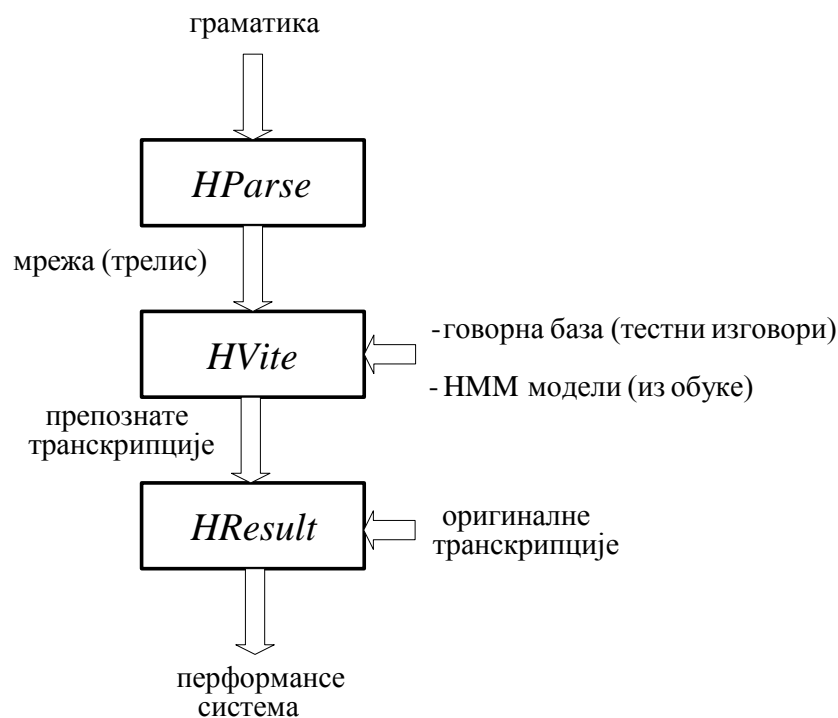 граматика
HParse
мрежа (трелис)
- говорна база (тестни изговори)
HVite
- HMM модели (из обуке)
препознате
транскрипције
HResult
оригиналне
транскрипције
перформансе
система